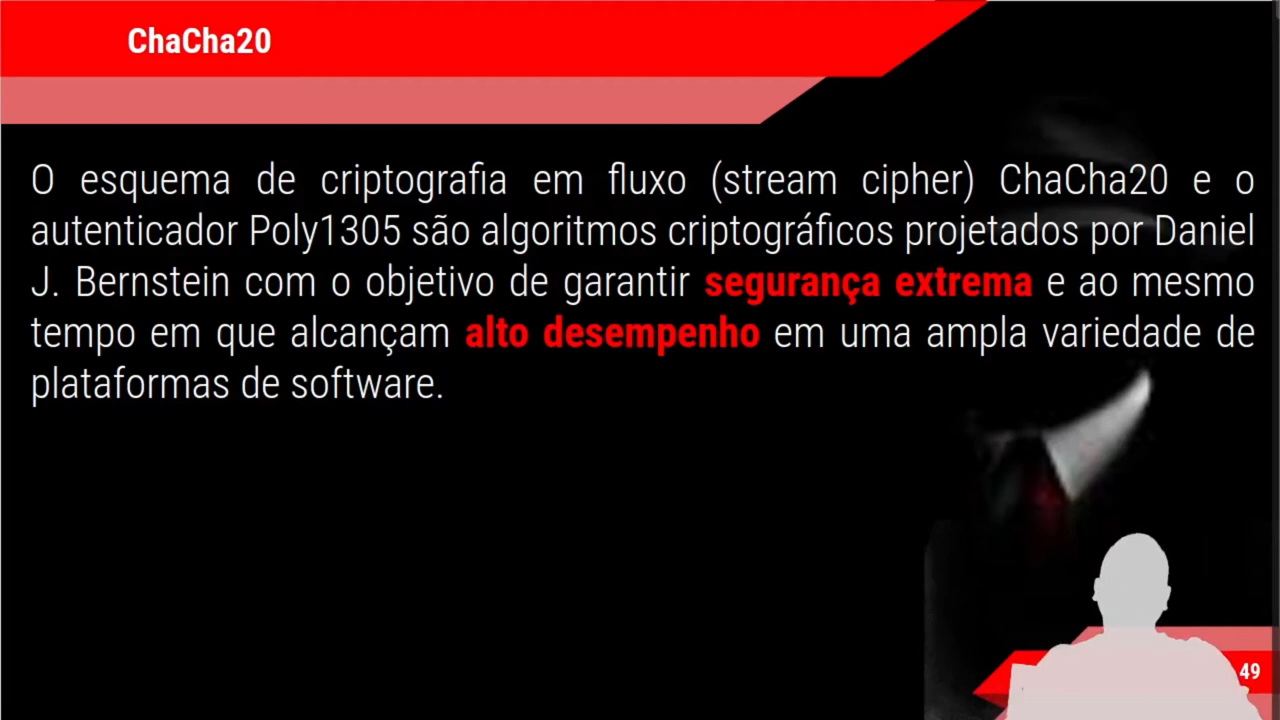 ChaCha20
O esquema de criptografia em fluxo (stream cipher) ChaCha20 e o
autenticador Poly1305 são algoritmos criptográficos projetados por Daniel
J. Bernstein com o objetivo de garantir segurança extrema e ao mesmo
tempo em que alcançam alto desempenho em uma ampla variedade de
plataformas de software.
49